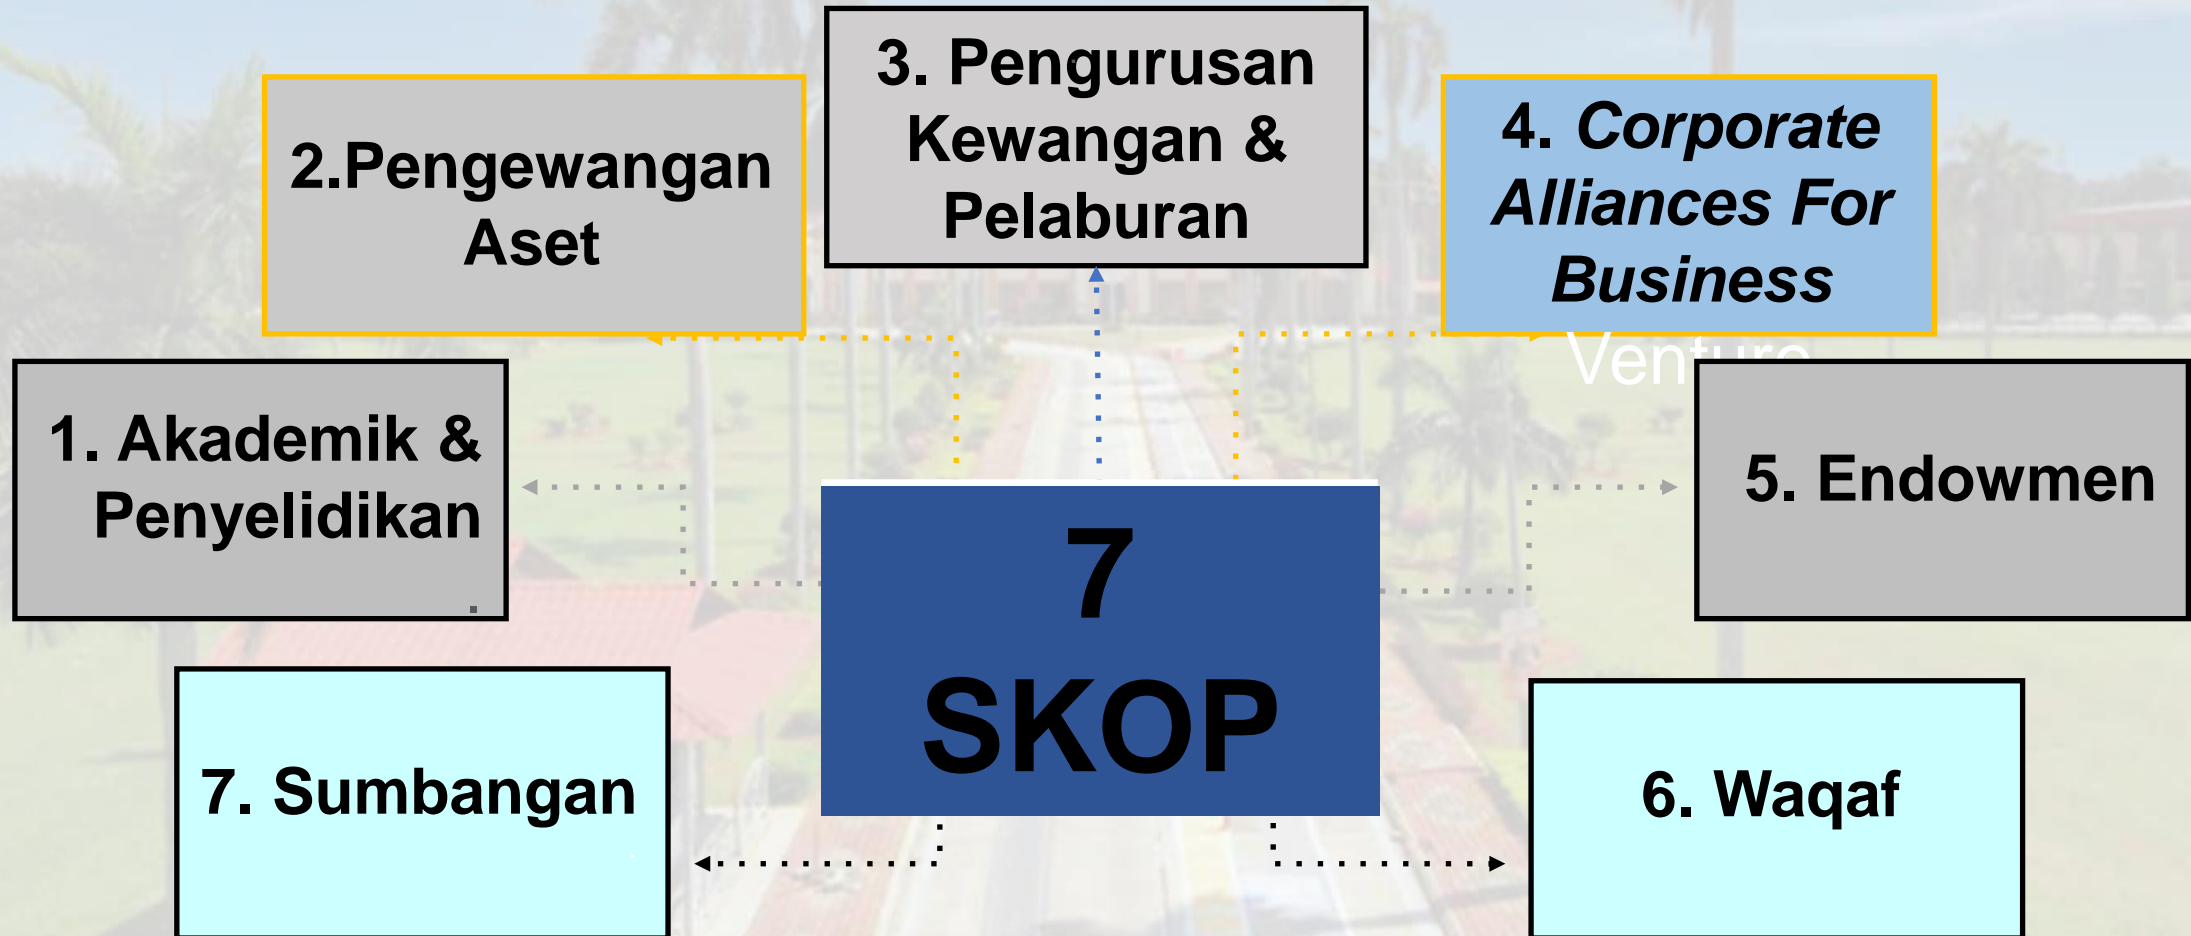 1. Akademik &
Penyelidikan
.
2.Pengewangan
Aset
3. Pengurusan
Kewangan &
Pelaburan
4. Corporate
Alliances For
Business
Venture
5. Endowmen
6. Waqaf
7. Sumbangan
7
SKOP